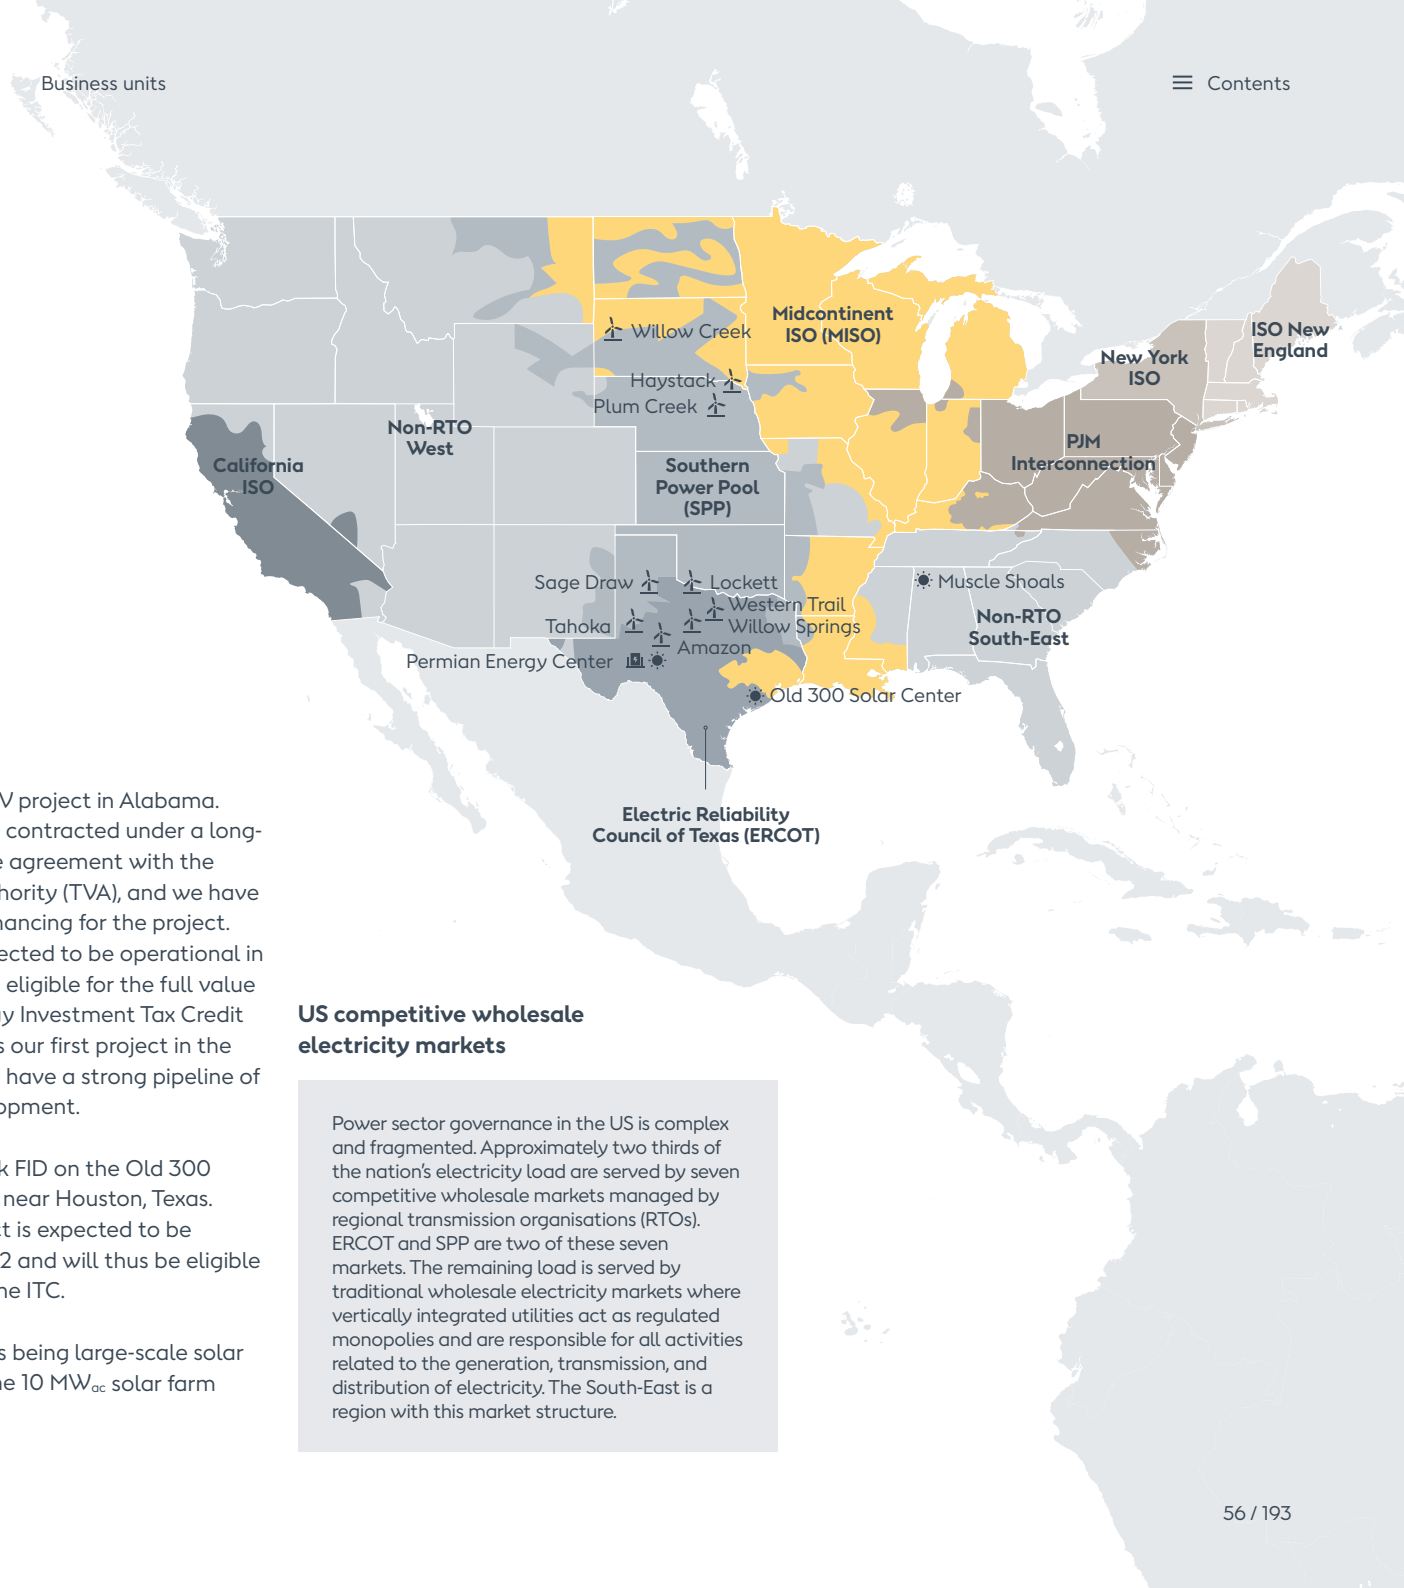 Business units
Contents
Willow Creek
Midcontinent
ISO (MISO)
ISO New
England
New York
ISO
Haystack
Plum Creek
Non-RTO
West
PJM
Interconnection
California
ISO
Southern
Power Pool
(SPP)
Sage Draw
Lockett
Muscle Shoals
Western Trail
Tahoka
Willow Springs
Non-RTO
South-East
Amazon
Permian Energy Center
Old 300 Solar Center
Electric Reliability
Council of Texas (ERCOT)
V project in Alabama.
contracted under a long-
e agreement with the
hority (TVA), and we have
nancing for the project.
ected to be operational in
eligible for the full value
y Investment Tax Credit
s our first project in the
have a strong pipeline of
opment.
k FID on the Old 300
near Houston, Texas.
ct is expected to be
2 and will thus be eligible
he ITC.
s being large-scale solar
ne 10 MWac solar farm
US competitive wholesale
electricity markets
Power sector governance in the US is complex
and fragmented. Approximately two thirds of
the nation's electricity load are served by seven
competitive wholesale markets managed by
regional transmission organisations (RTOs).
ERCOT and SPP are two of these seven
markets. The remaining load is served by
traditional wholesale electricity markets where
vertically integrated utilities act as regulated
monopolies and are responsible for all activities
related to the generation, transmission, and
distribution of electricity. The South-East is a
region with this market structure.
56 / 193